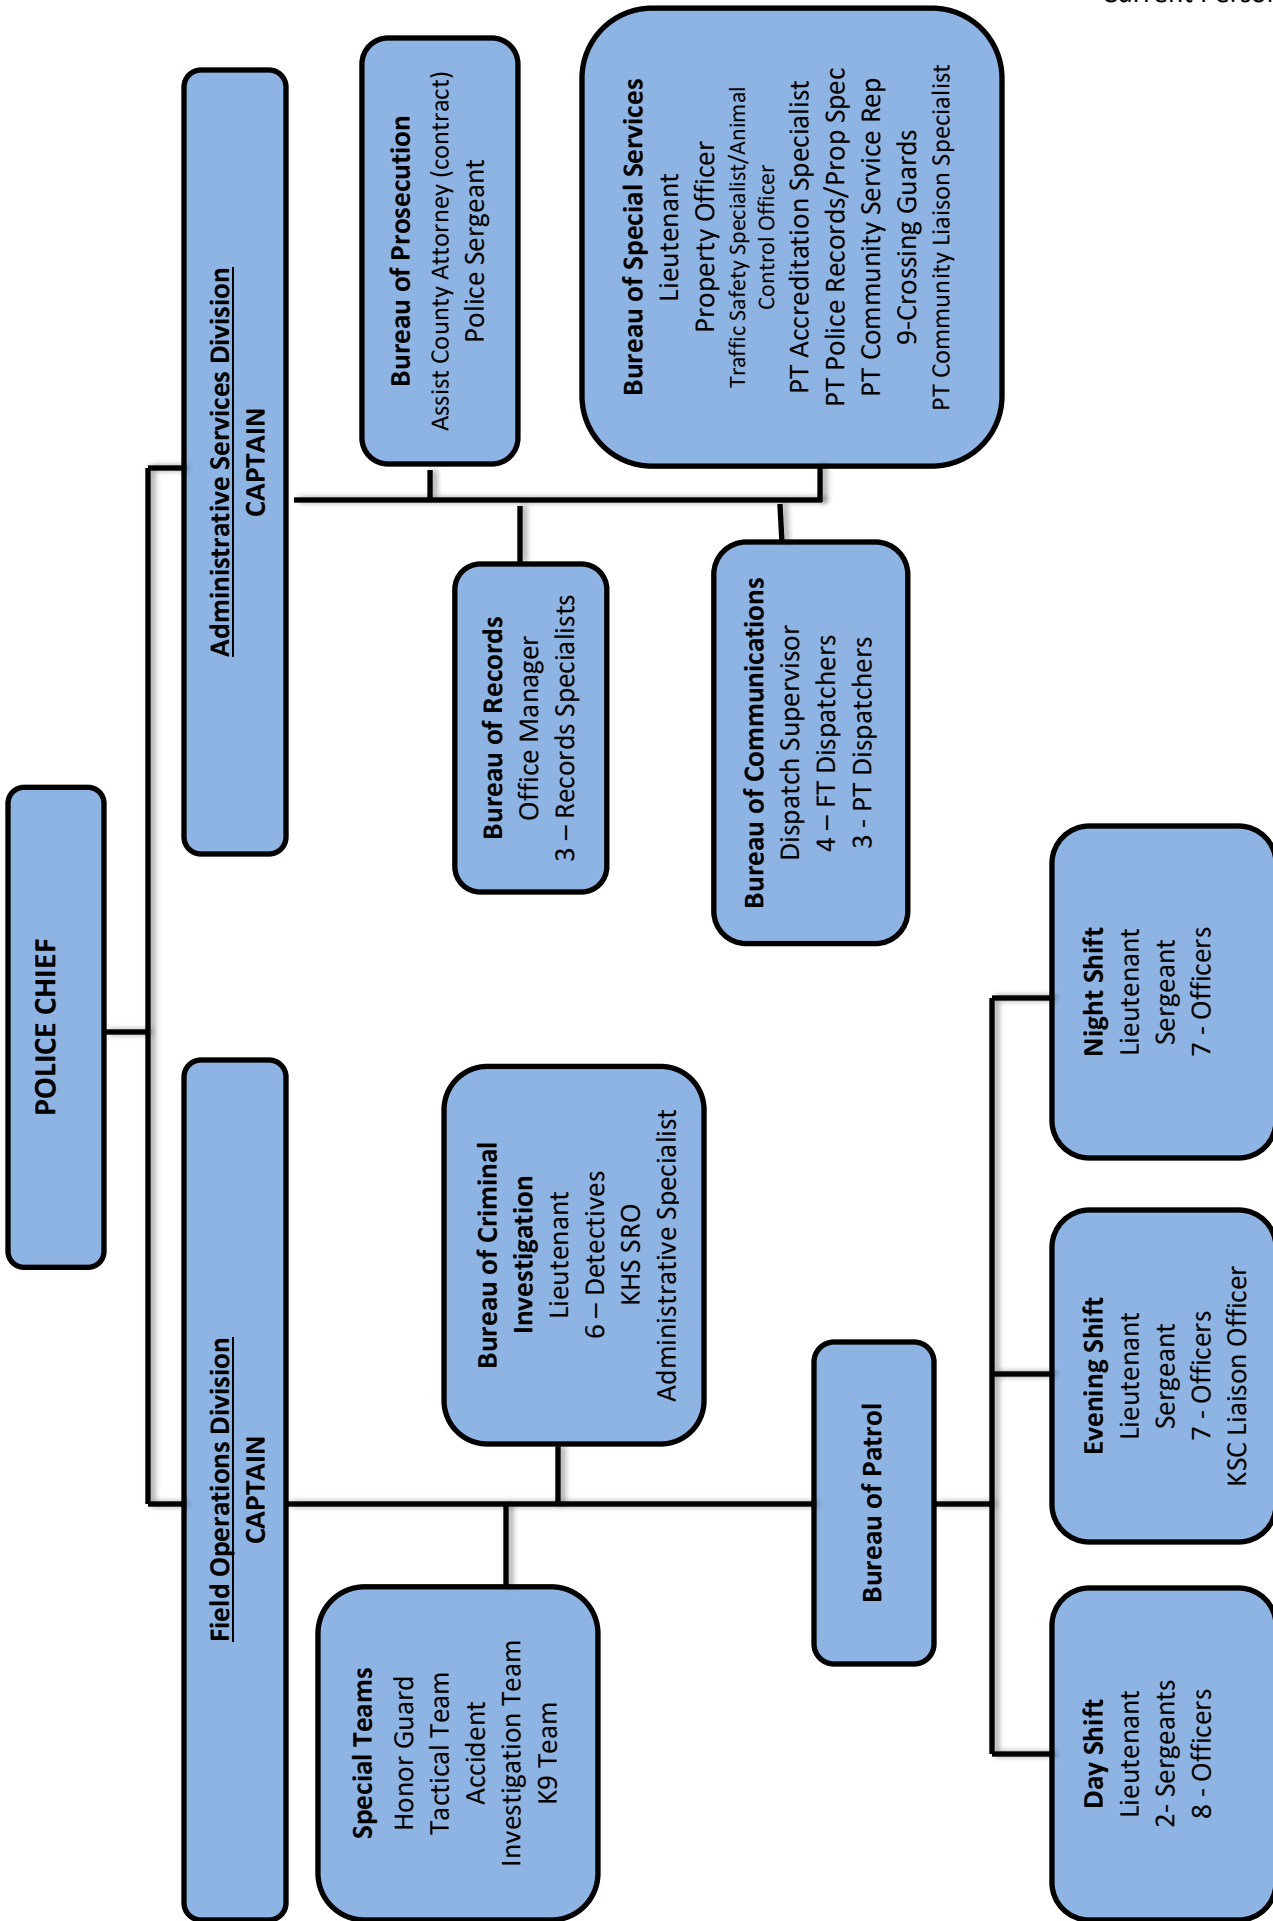 POLICE CHIEF
Field Operations Division
CAPTAIN
Administrative Services Division
CAPTAIN
Special Teams
Honor Guard
Tactical Team
Accident
Investigation Team
K9 Team
Bureau of Criminal
Investigation
Lieutenant
6 – Detectives
KHS SRO
Administrative Specialist
Bureau of Records
Office Manager
3 – Records Specialists
Bureau of Prosecution
Assist County Attorney (contract)
Police Sergeant
Bureau of Communications
Dispatch Supervisor
4 – FT Dispatchers
3 - PT Dispatchers
Bureau of Special Services
Lieutenant
Property Officer
Traffic Safety Specialist/Animal
Control Officer
PT Accreditation Specialist
PT Police Records/Prop Spec
PT Community Service Rep
9-Crossing Guards
PT Community Liaison Specialist
Bureau of Patrol
Day Shift
Lieutenant
2- Sergeants
8 - Officers
Evening Shift
Lieutenant
Sergeant
7 - Officers
KSC Liaison Officer
Night Shift
Lieutenant
Sergeant
7 - Officers